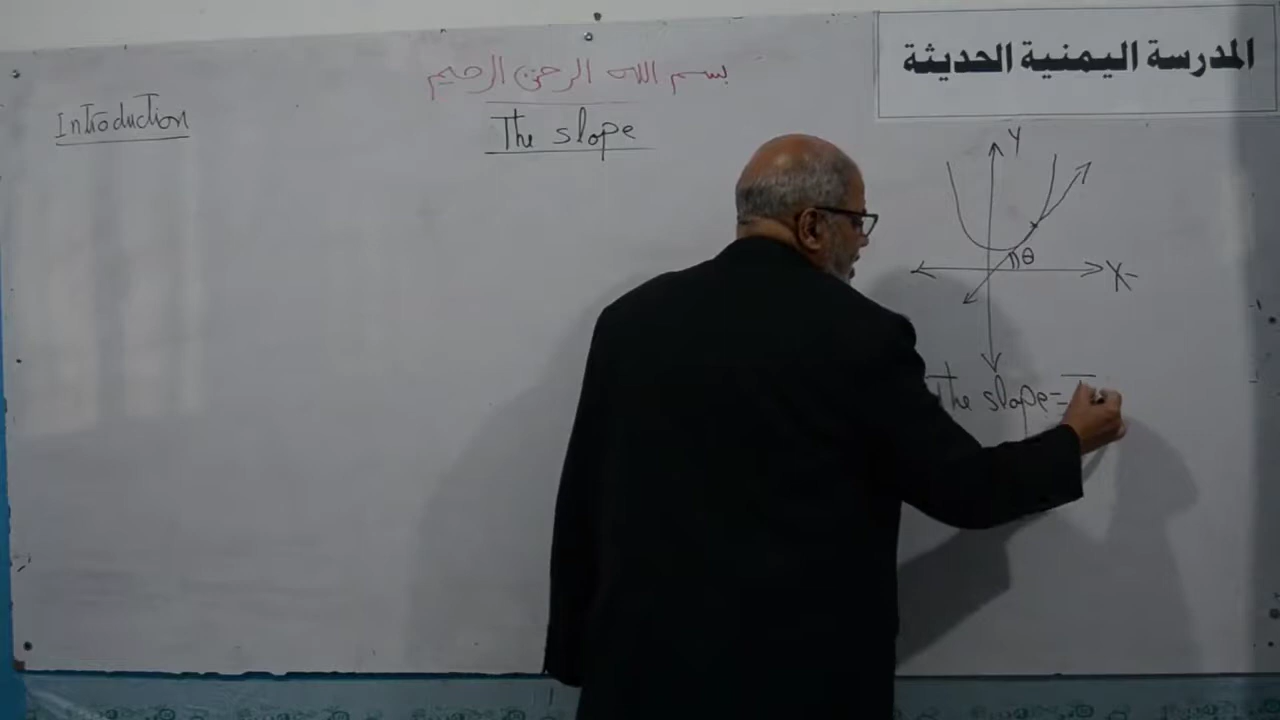 المدرسة اليمنية الحديثة
بسم الله الرحمن الرحيم
The slope
Introduction
Y
θ
X
The slope = T